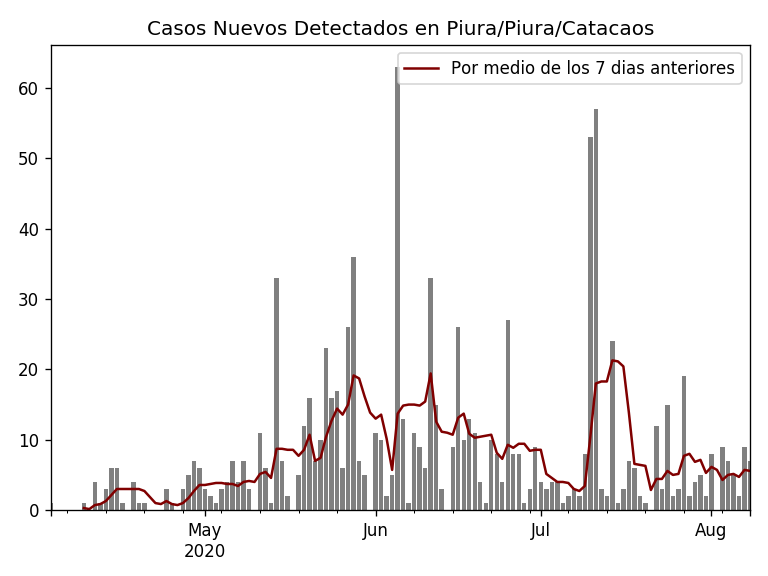 Casos Nuevos Detectados en Piura/Piura/Catacaos
Por medio de los 7 dias anteriores
60
50
40
30
20
10
0
May
2020
Jun
Jul
Aug